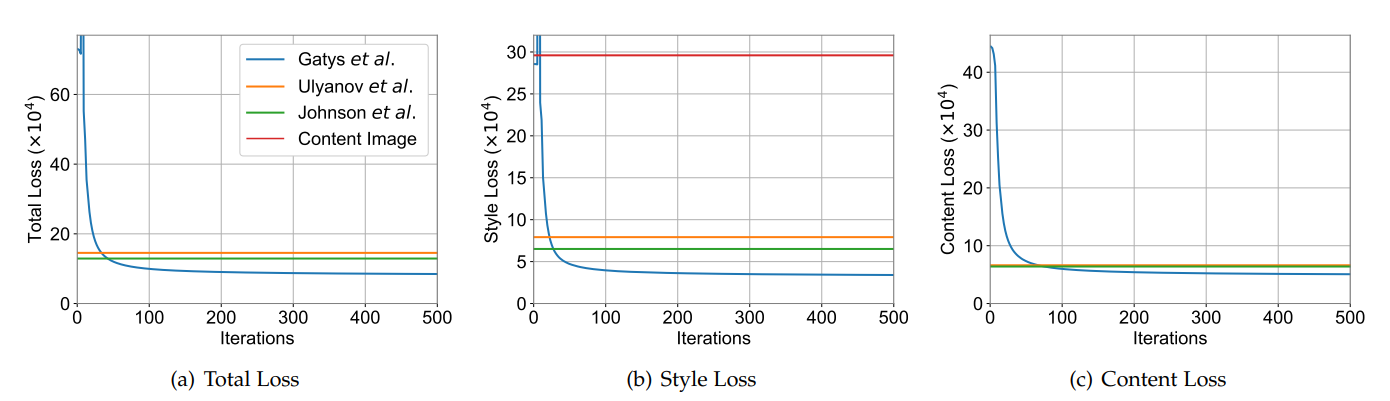 Total Loss (×10⁴)
60
40
20
0
0 100 200 300 400 500
Iterations
Gatys et al.
Ulyanov et al.
Johnson et al.
Content Image
(a) Total Loss
Style Loss (×10⁴)
30
25
20
15
10
5
0
0 100 200 300 400 500
Iterations
(b) Style Loss
Content Loss (×10⁴)
40
30
20
10
0
0 100 200 300 400 500
Iterations
(c) Content Loss